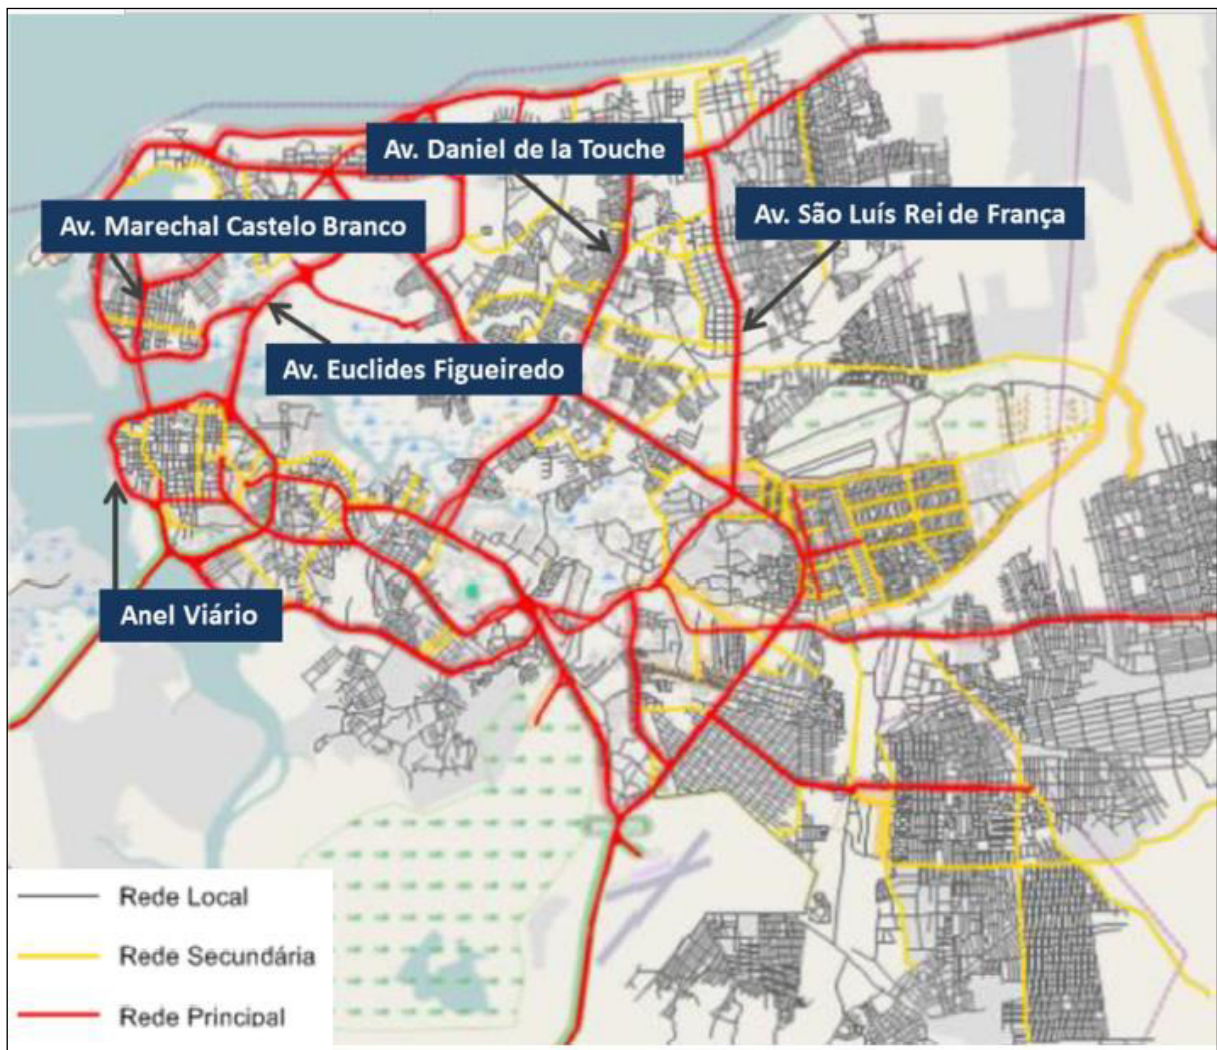 Av. Daniel de la Touche
Av. São Luís Rei de França
Av. Marechal Castelo Branco
Av. Euclides Figueiredo
Anel Viário
Rede Local
Rede Secundária
Rede Principal